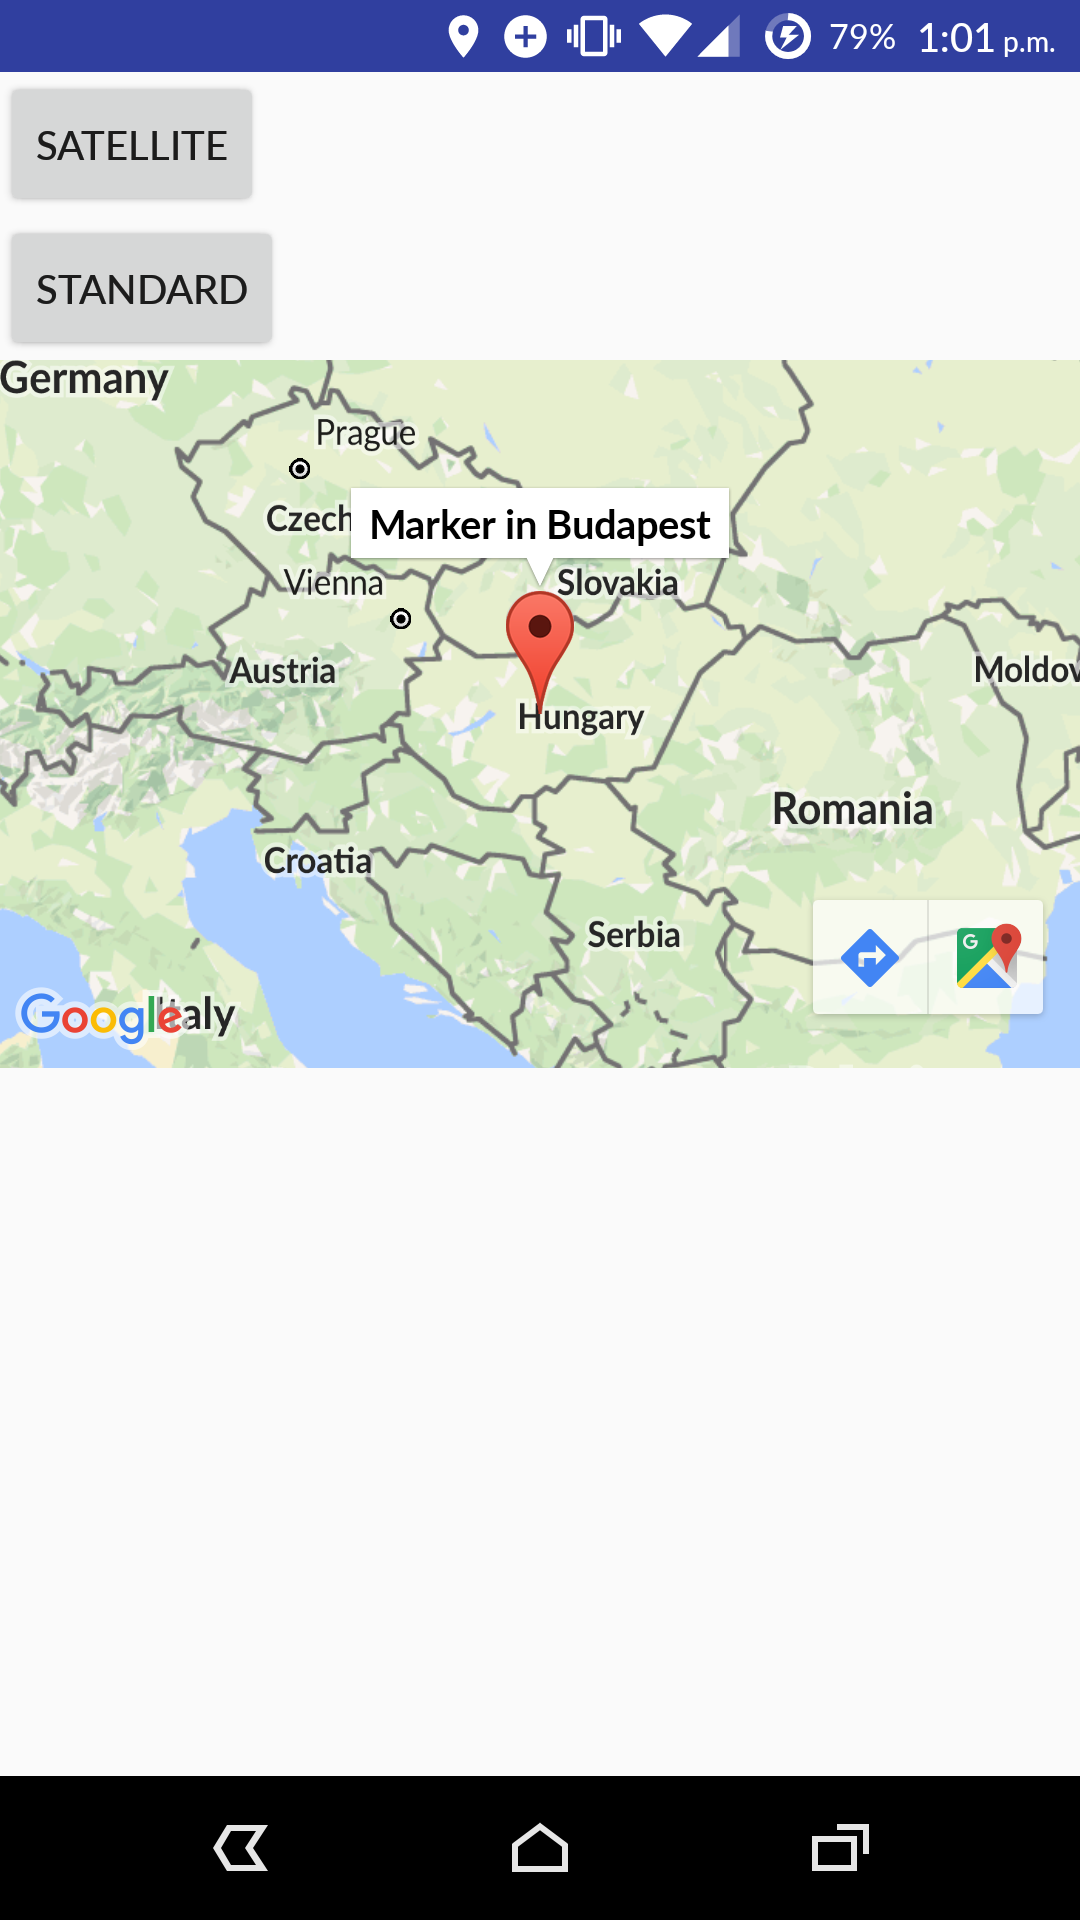 79% 1:01 p.m.
SATELLITE
STANDARD
Germany
Prague
Czech
Marker in Budapest
Vienna
Slovakia
Austria
Moldov
Hungary
Romania
Croatia
Serbia
G
Google
Italy